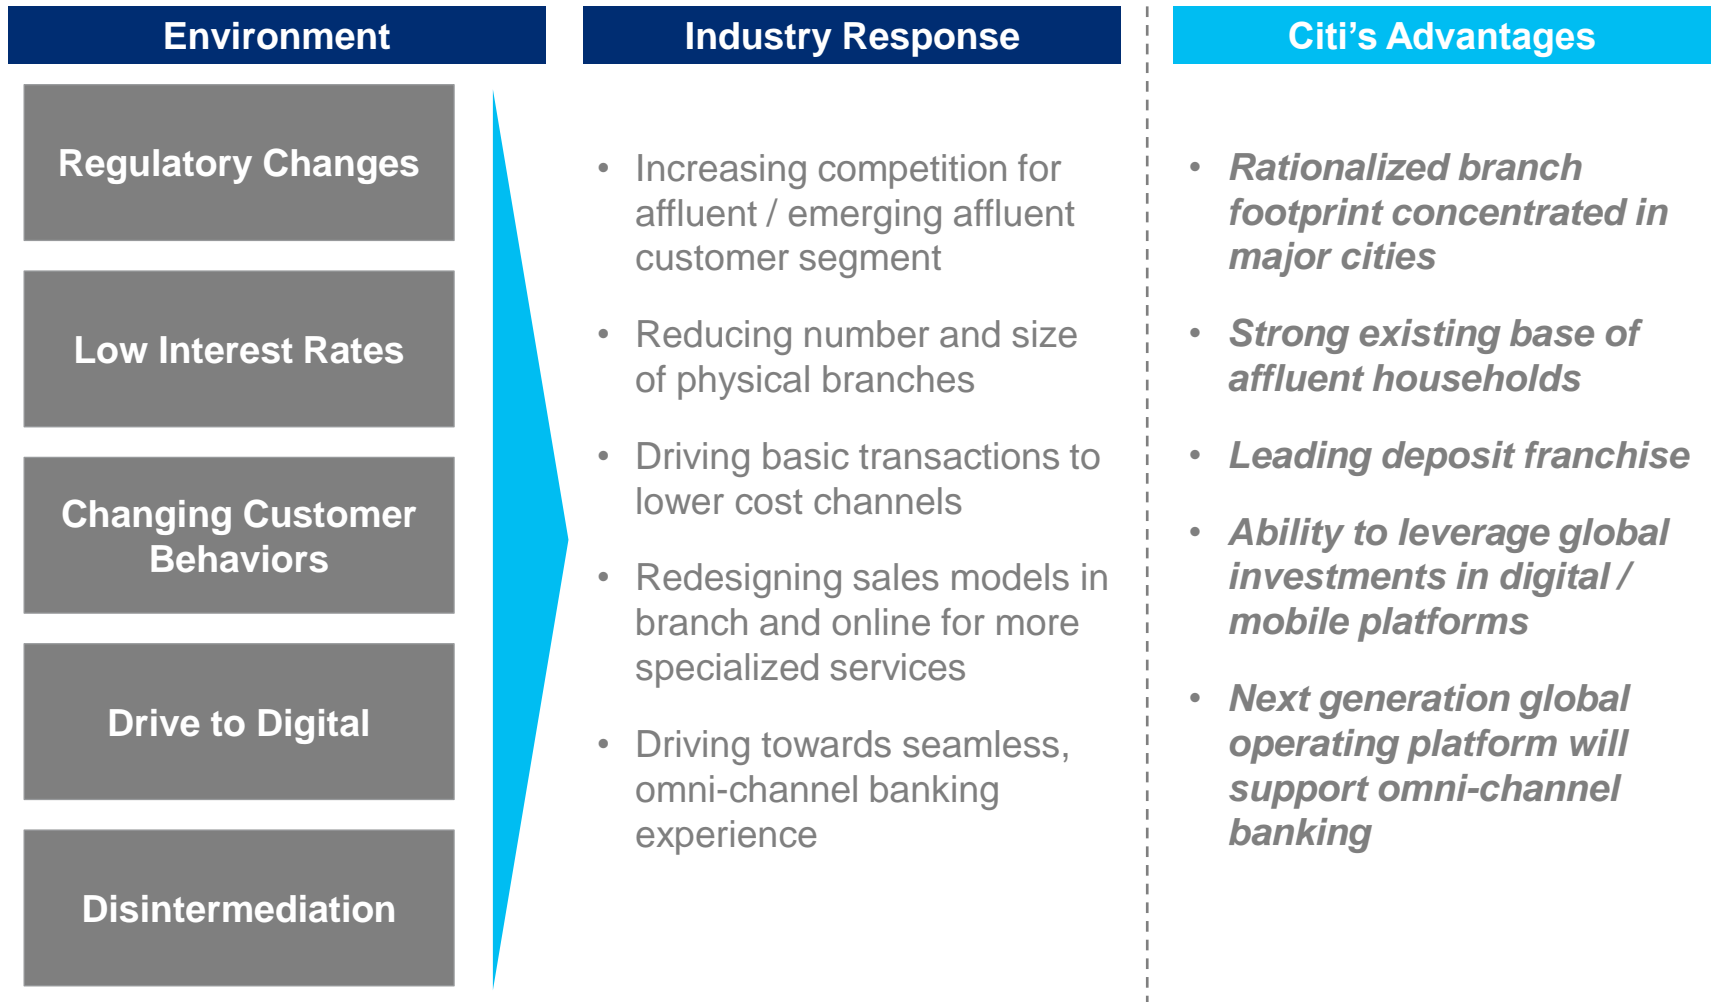 Environment
Regulatory Changes
Low Interest Rates
Changing Customer
Behaviors
Drive to Digital
Disintermediation
Industry Response
• Increasing competition for
affluent / emerging affluent
customer segment
• Reducing number and size
of physical branches
• Driving basic transactions to
lower cost channels
• Redesigning sales models in
branch and online for more
specialized services
• Driving towards seamless,
omni-channel banking
experience
Citi’s Advantages
• Rationalized branch
footprint concentrated in
major cities
• Strong existing base of
affluent households
• Leading deposit franchise
• Ability to leverage global
investments in digital /
mobile platforms
• Next generation global
operating platform will
support omni-channel
banking